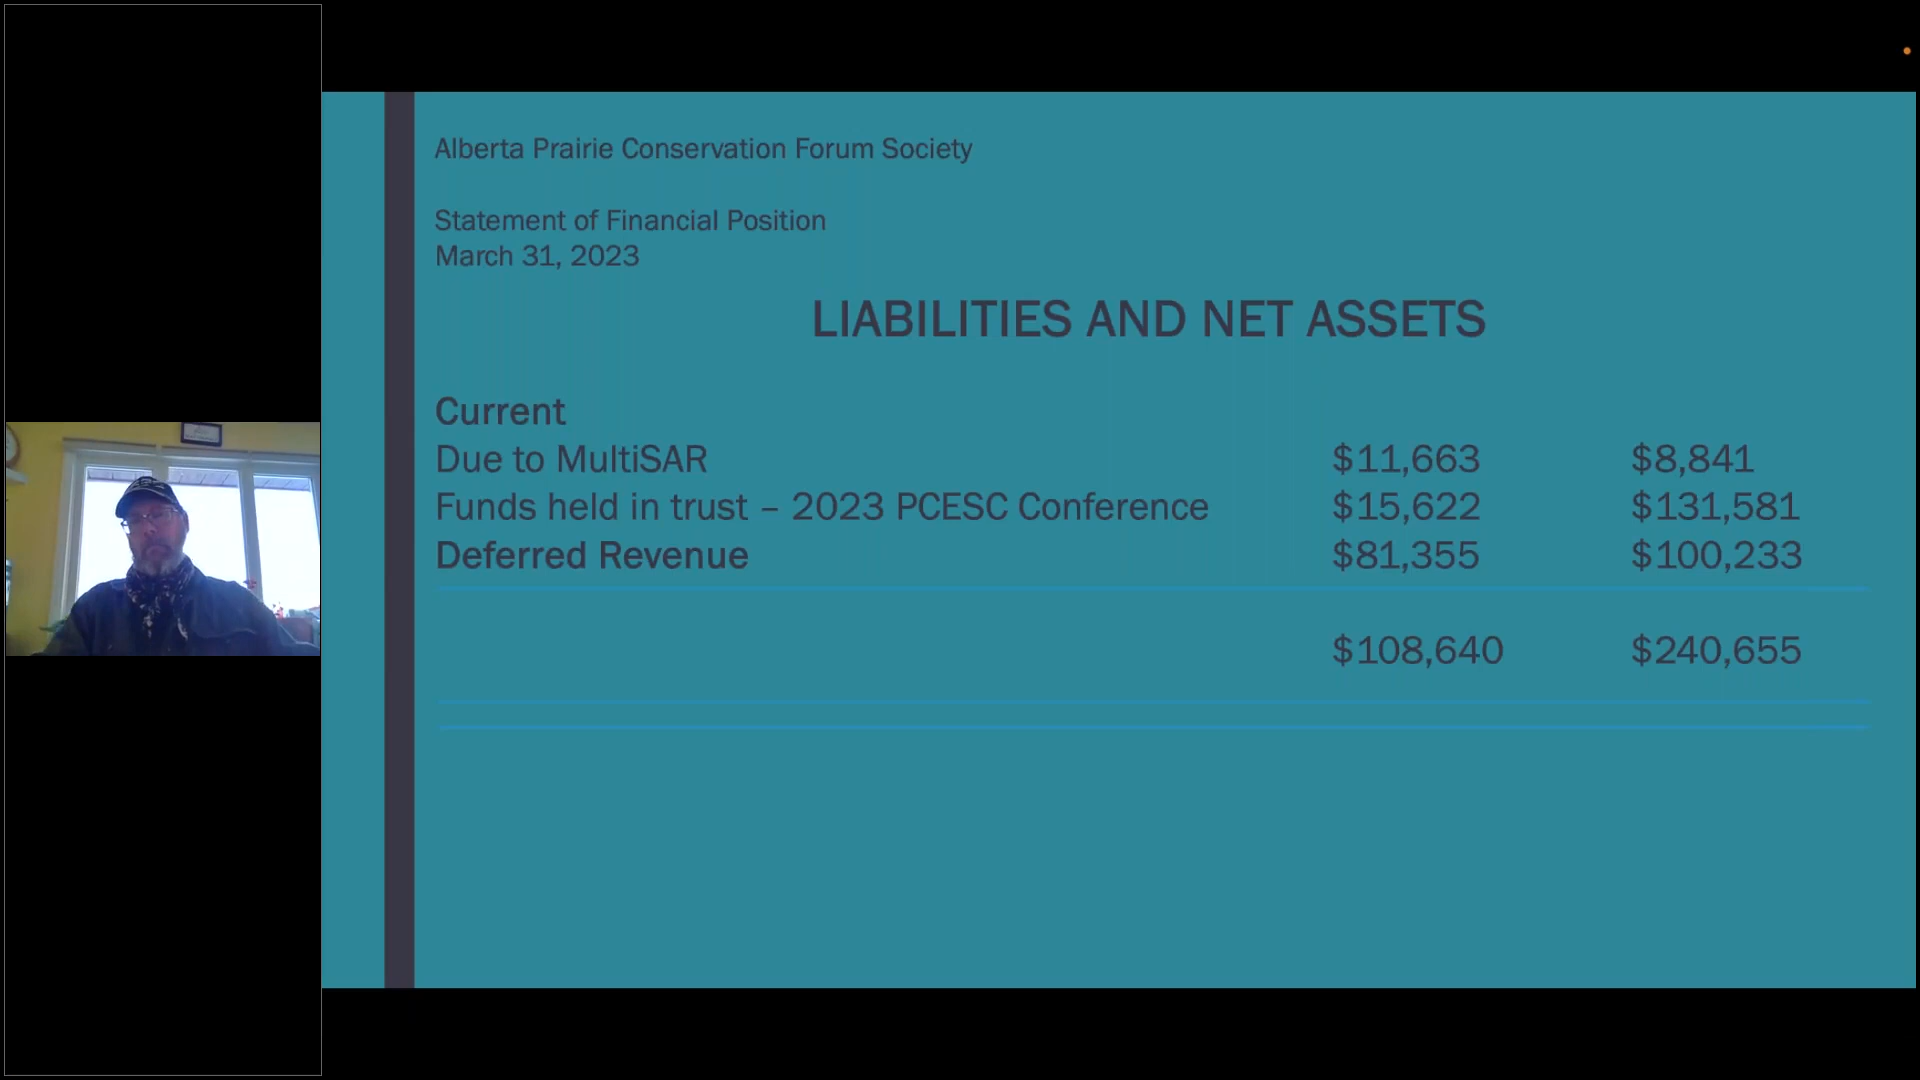 Alberta Prairie Conservation Forum Society
Statement of Financial Position
March 31, 2023
LIABILITIES AND NET ASSETS
Current
Due to MultiSAR $11,663 $8,841
Funds held in trust – 2023 PCESC Conference $15,622 $131,581
Deferred Revenue $81,355 $100,233
$108,640 $240,655